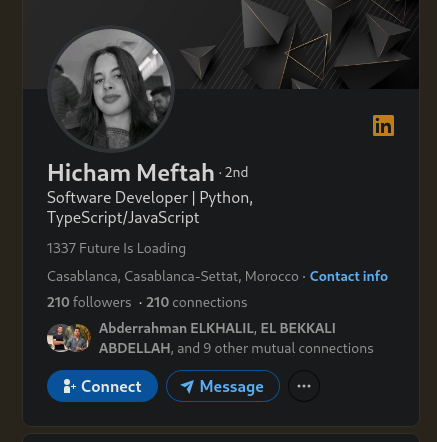 in
Hicham Meftah · 2nd
Software Developer | Python,
TypeScript/JavaScript
1337 Future Is Loading
Casablanca, Casablanca-Settat, Morocco · Contact info
210 followers · 210 connections
Abderrahman ELKHALIL, EL BEKKALI
ABDELLAH, and 9 other mutual connections
Connect Message